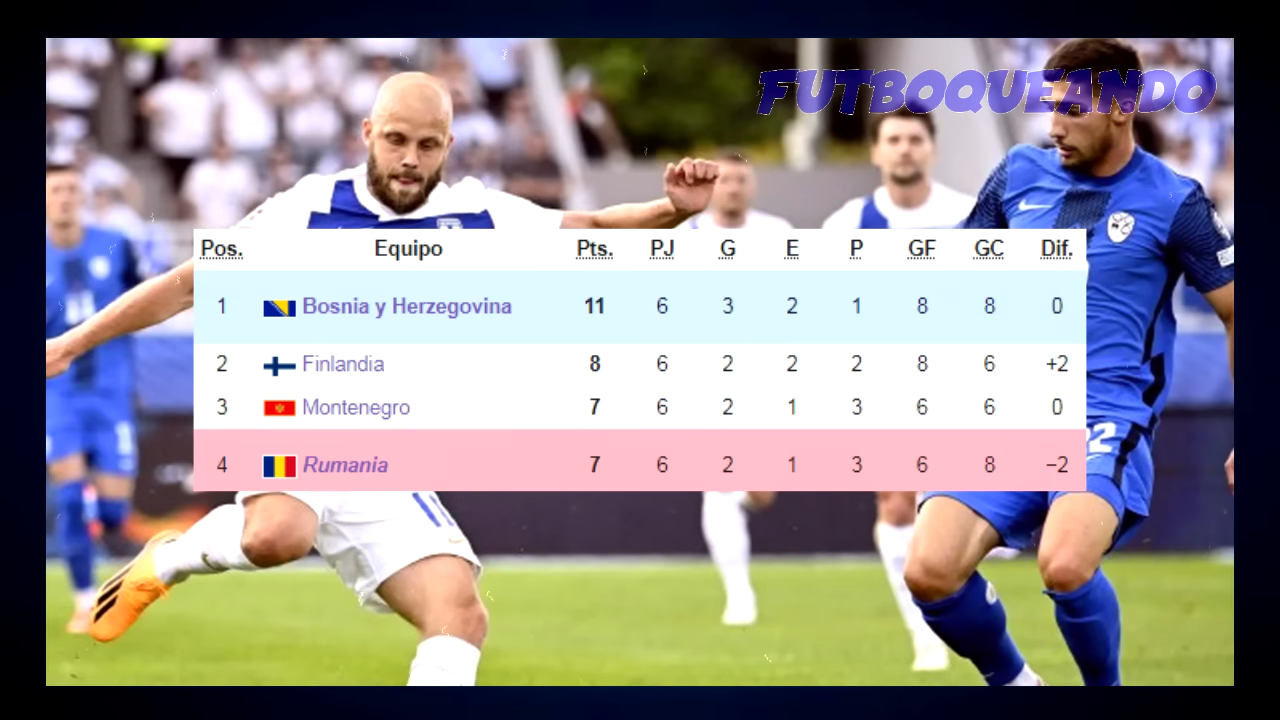 FUTBOQUEANDO
Pos. Equipo Pts. PJ G E P GF GC Dif.
1 Bosnia y Herzegovina 11 6 3 2 1 8 8 0
2 Finlandia 8 6 2 2 2 8 6 +2
3 Montenegro 7 6 2 1 3 6 6 0
4 Rumania 7 6 2 1 3 6 8 −2